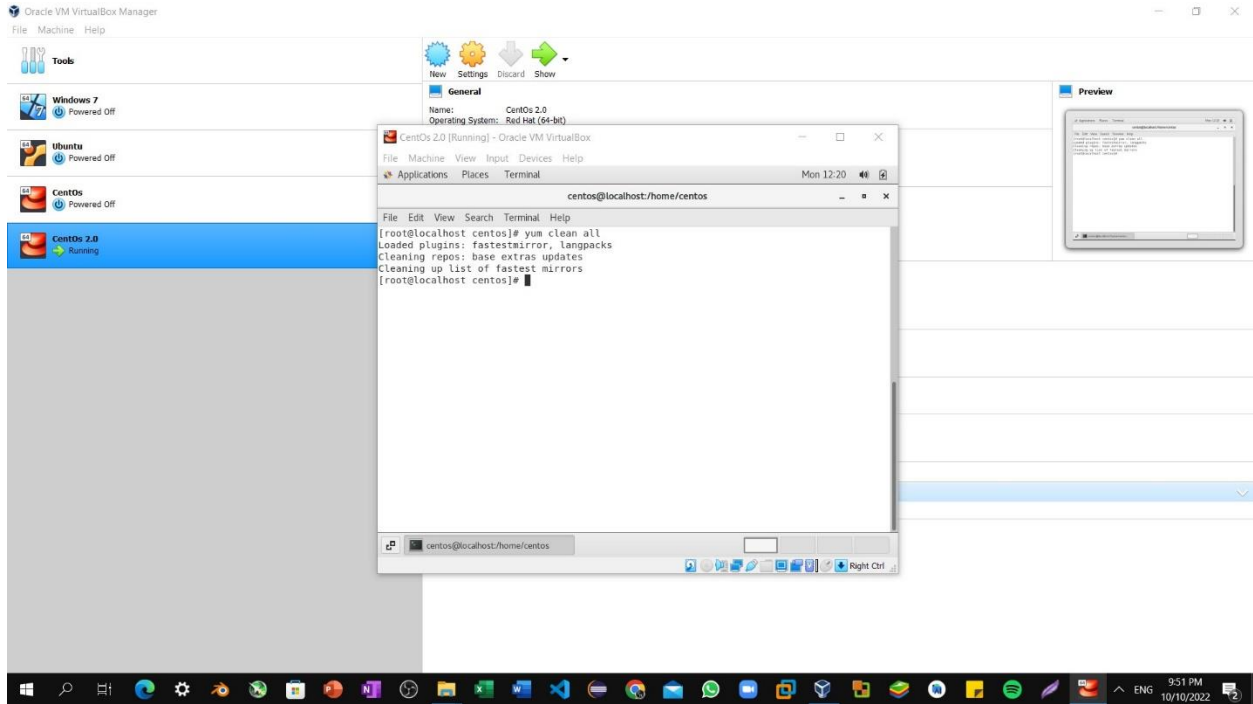 Oracle VM VirtualBox Manager
File Machine Help
Tools
New Settings Discard Show
64 Windows 7
Powered Off
64 Ubuntu
Powered Off
64 CentOs
Powered Off
64 CentOs 2.0
Running
General
Name: CentOs 2.0
Operating System: Red Hat (64-bit)
Preview
CentOs 2.0 [Running] - Oracle VM VirtualBox
File Machine View Input Devices Help
Applications Places Terminal Mon 12:20
centos@localhost:/home/centos
File Edit View Search Terminal Help
[root@localhost centos]# yum clean all
Loaded plugins: fastestmirror, langpacks
Cleaning repos: base extras updates
Cleaning up list of fastest mirrors
[root@localhost centos]#
centos@localhost:/home/centos
Right Ctrl
ENG 9:51 PM
10/10/2022
2